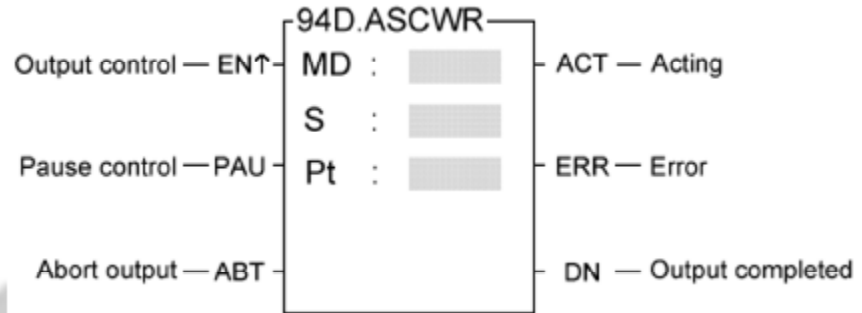 94D.ASCWR
Output control — EN↑ MD : ACT — Acting
S :
Pause control — PAU Pt : ERR — Error
Abort output — ABT DN — Output completed